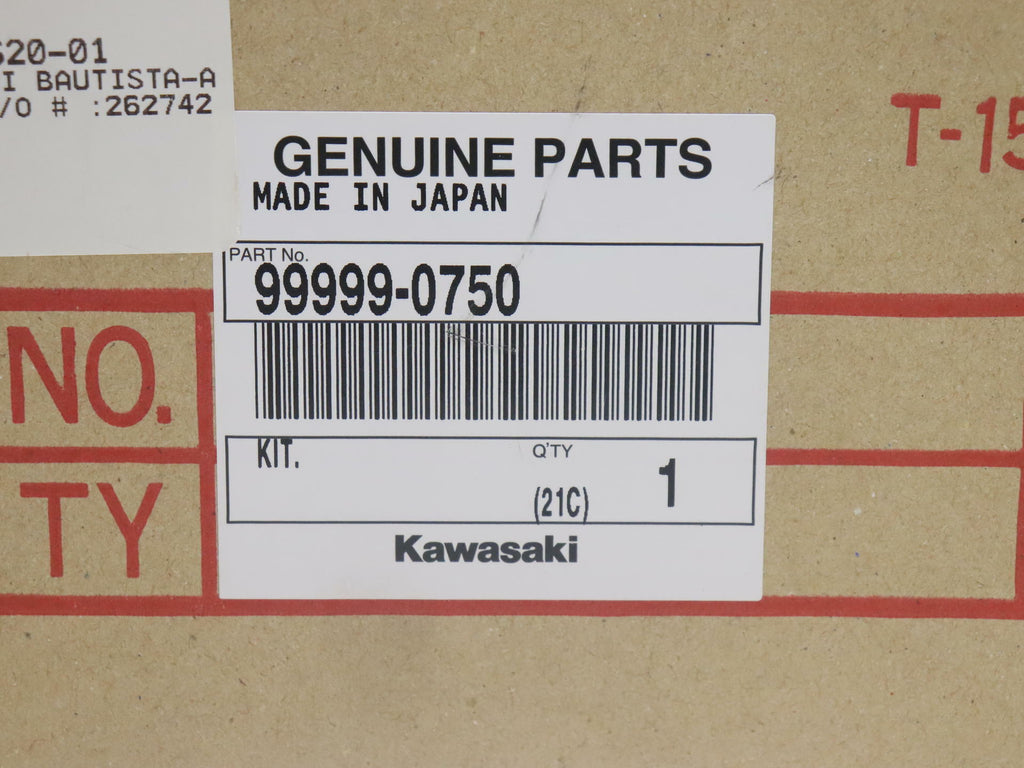 620-01
I BAUTISTA-A
/O # :262742
T-15
GENUINE PARTS
MADE IN JAPAN
PART No.
99999-0750
NO.
KIT.
Q'TY
(21C) 1
TY
Kawasaki